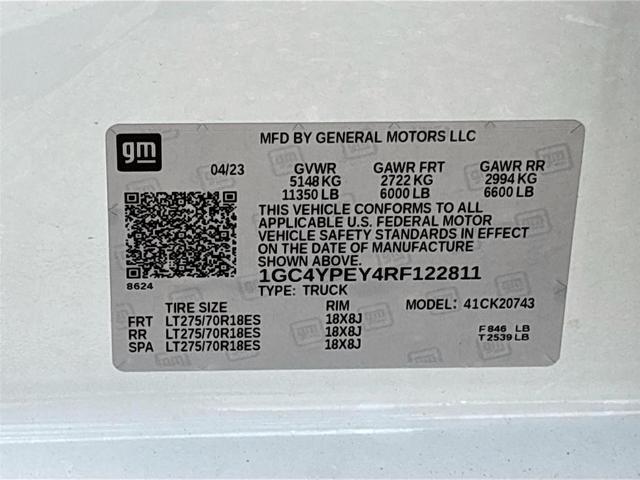 gm
MFD BY GENERAL MOTORS LLC
04/23 GVWR GAWR FRT GAWR RR
5148 KG 2722 KG 2994 KG
11350 LB 6000 LB 6600 LB
THIS VEHICLE CONFORMS TO ALL
APPLICABLE U.S. FEDERAL MOTOR
VEHICLE SAFETY STANDARDS IN EFFECT
ON THE DATE OF MANUFACTURE
SHOWN ABOVE.
8624
1GC4YPEY4RF122811
TYPE: TRUCK
TIRE SIZE RIM MODEL: 41CK20743
FRT LT275/70R18ES 18X8J
RR LT275/70R18ES 18X8J
SPA LT275/70R18ES 18X8J
F 846 LB
T 2539 LB